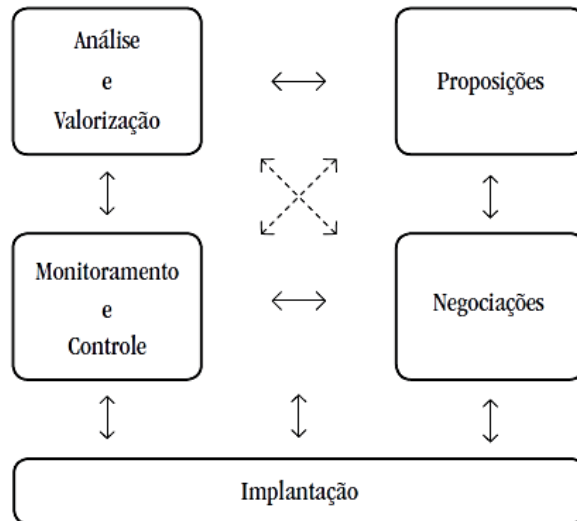 Análise
e
Valorização
Proposições
Monitoramento
e
Controle
Negociações
Implantação